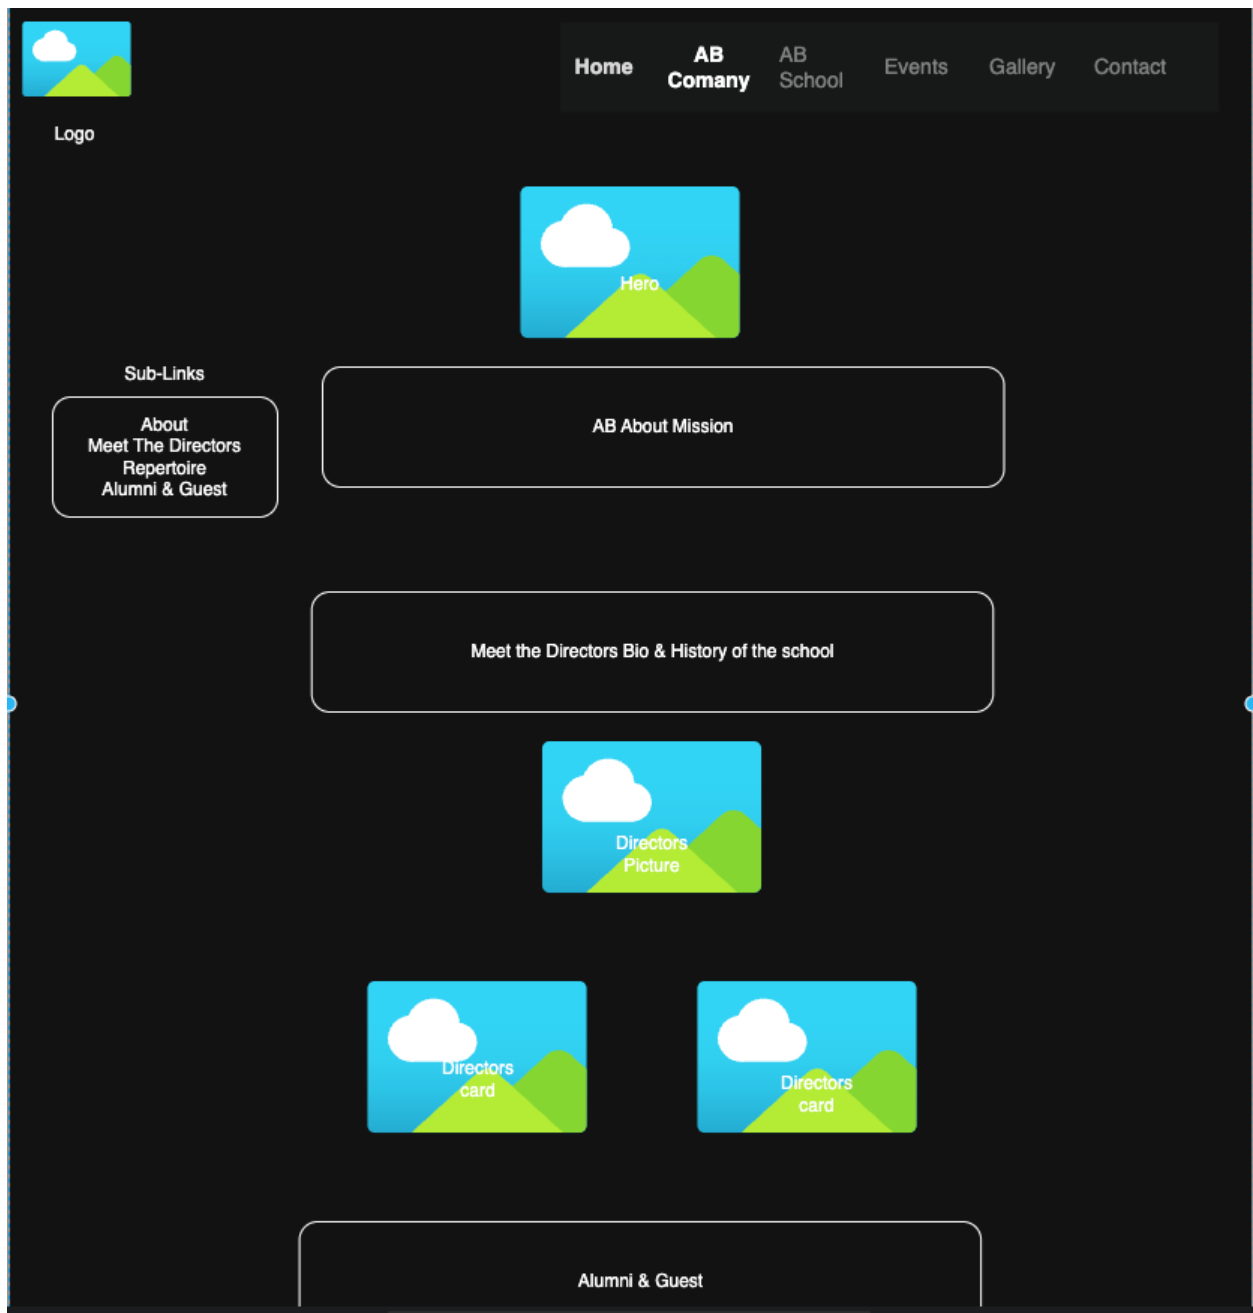 Home
AB
Comany
AB
School
Events
Gallery
Contact
Logo
Hero
Sub-Links
About
Meet The Directors
Repertoire
Alumni & Guest
AB About Mission
Meet the Directors Bio & History of the school
Directors
Picture
Directors
card
Directors
card
Alumni & Guest